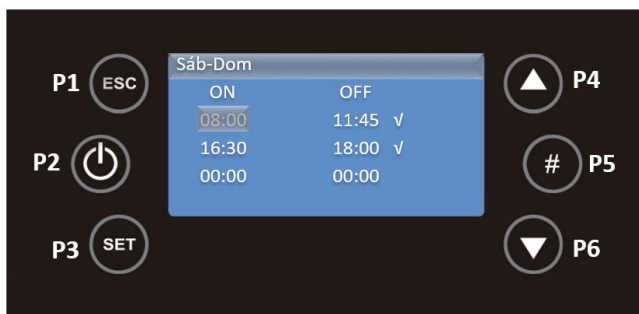 Sáb-Dom
ON OFF
P1 ESC P4
08:00 11:45 √
P2 16:30 18:00 √ # P5
00:00 00:00
P3 SET P6